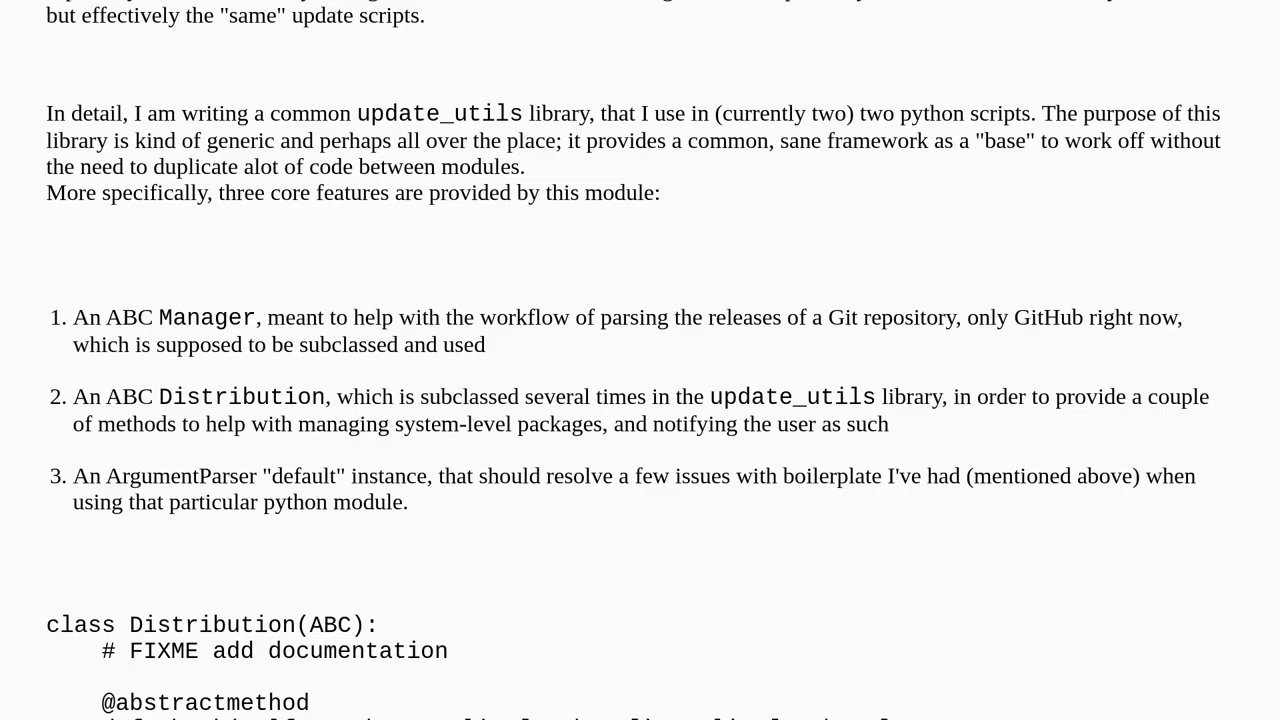 but effectively the "same" update scripts.
In detail, I am writing a common update_utils library, that I use in (currently two) two python scripts. The purpose of this
library is kind of generic and perhaps all over the place; it provides a common, sane framework as a "base" to work off without
the need to duplicate alot of code between modules.
More specifically, three core features are provided by this module:
1. An ABC Manager, meant to help with the workflow of parsing the releases of a Git repository, only GitHub right now,
which is supposed to be subclassed and used
2. An ABC Distribution, which is subclassed several times in the update_utils library, in order to provide a couple
of methods to help with managing system-level packages, and notifying the user as such
3. An ArgumentParser "default" instance, that should resolve a few issues with boilerplate I've had (mentioned above) when
using that particular python module.
class Distribution(ABC):
    # FIXME add documentation
    @abstractmethod